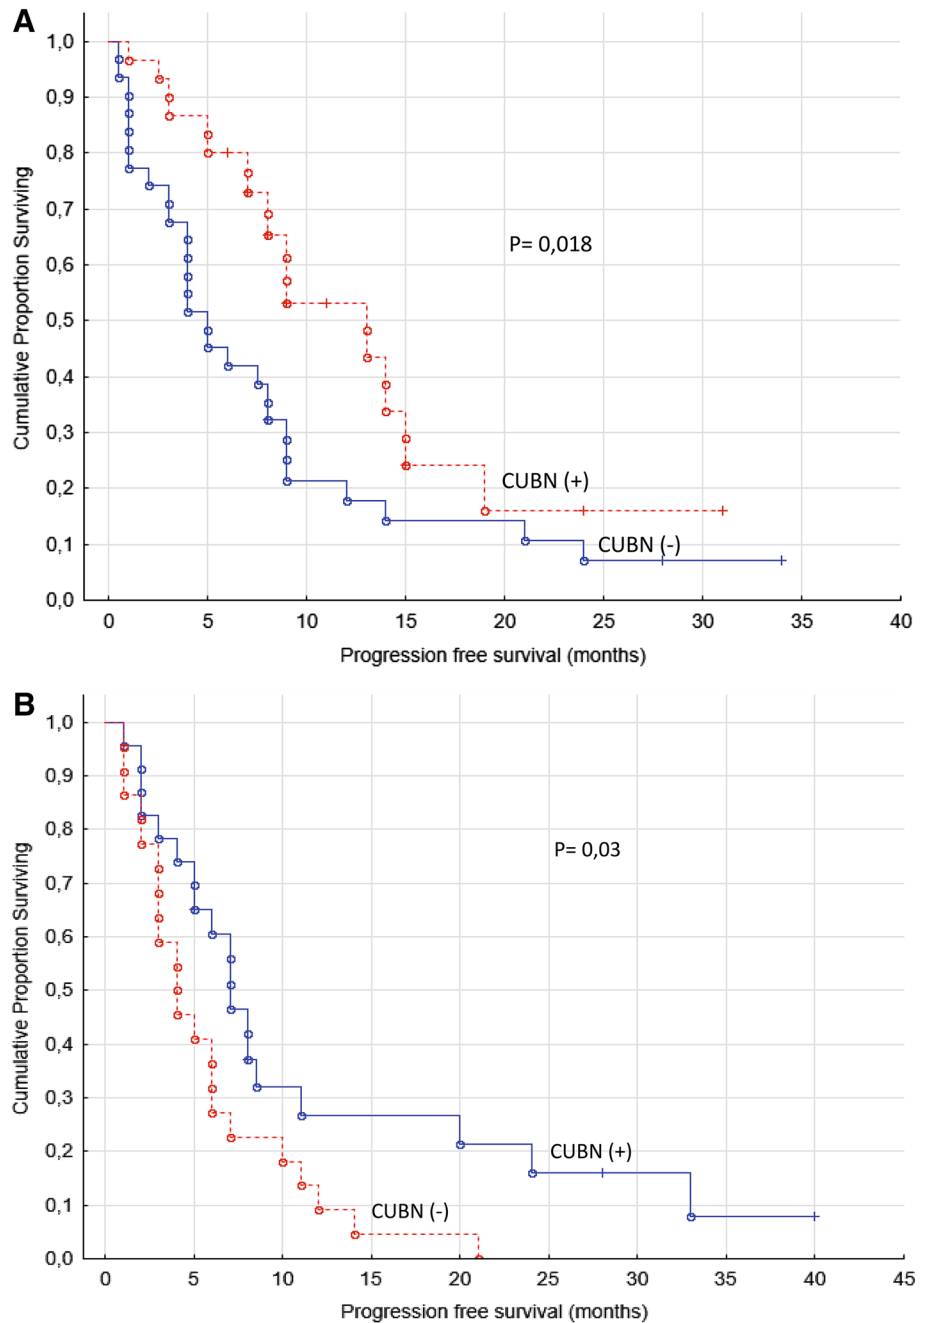 A
1,0
0,9
0,8
0,7
0,6
0,5
0,4
0,3
0,2
0,1
0,0
Cumulative Proportion Surviving
P= 0,018
CUBN (+)
CUBN (-)
0 5 10 15 20 25 30 35 40
Progression free survival (months)
B
1,0
0,9
0,8
0,7
0,6
0,5
0,4
0,3
0,2
0,1
0,0
Cumulative Proportion Surviving
P= 0,03
CUBN (+)
CUBN (-)
0 5 10 15 20 25 30 35 40 45
Progression free survival (months)